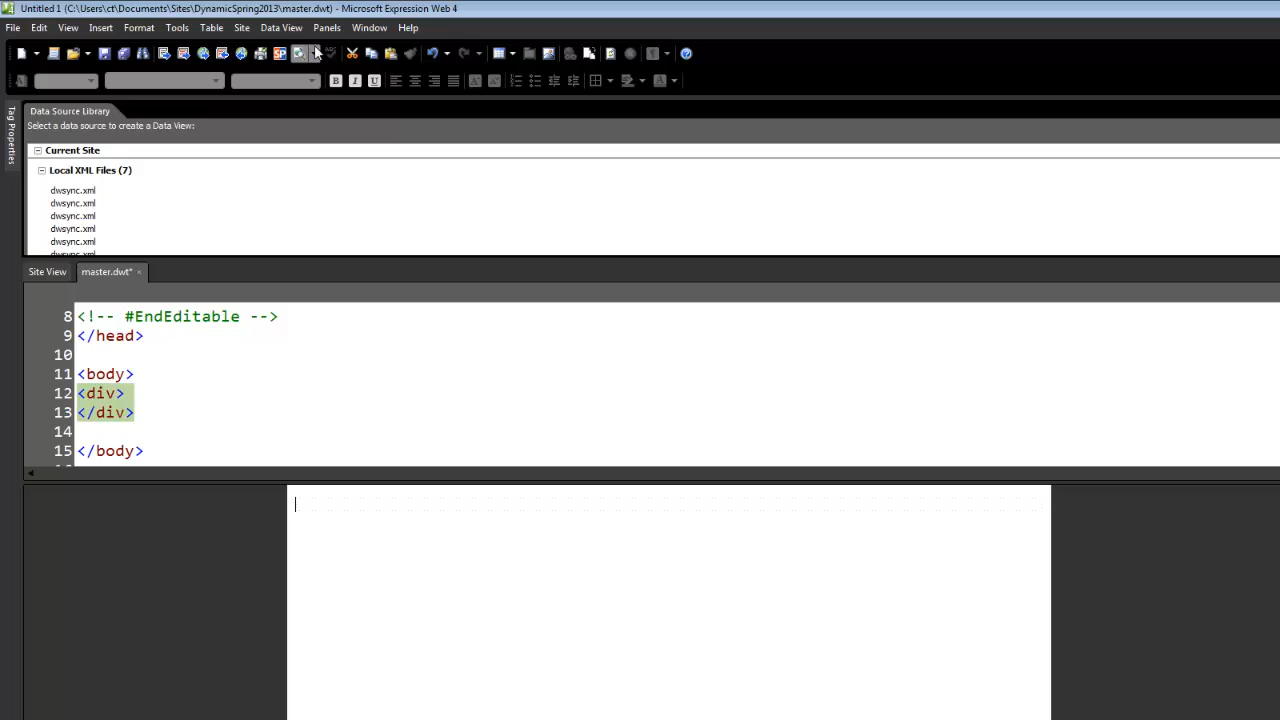 Untitled 1 (C:\Users\ct\Documents\Sites\DynamicSpring2013\master.dwt) - Microsoft Expression Web 4
File Edit View Insert Format Tools Table Site Data View Panels Window Help
SP
B I U A A
Tag Properties
Data Source Library
Select a data source to create a Data View:
Current Site
Local XML Files (7)
dwsync.xml
dwsync.xml
dwsync.xml
dwsync.xml
dwsync.xml
Site View master.dwt*
8 <!-- #EndEditable -->
9 </head>
10
11 <body>
12 <div>
13 </div>
14
15 </body>